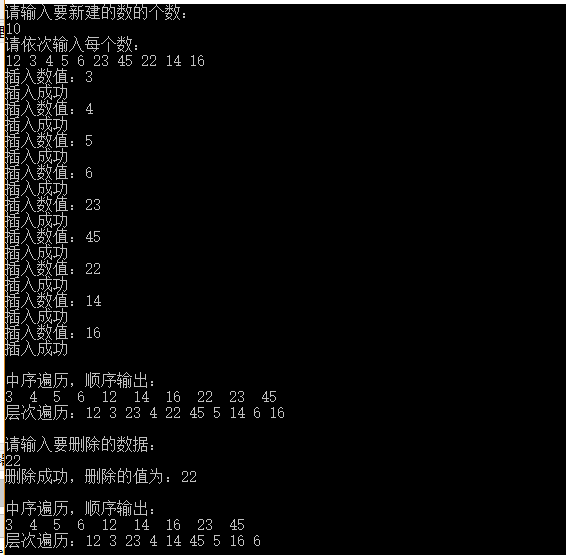 请输入要新建的数的个数：
10
请依次输入每个数：
12 3 4 5 6 23 45 22 14 16
插入数值：3
插入成功
插入数值：4
插入成功
插入数值：5
插入成功
插入数值：6
插入成功
插入数值：23
插入成功
插入数值：45
插入成功
插入数值：22
插入成功
插入数值：14
插入成功
插入数值：16
插入成功
中序遍历，顺序输出：
3  4  5  6  12  14  16  22  23  45
层次遍历：12 3 23 4 22 45 5 14 6 16
请输入要删除的数据：
22
删除成功，删除的值为：22
中序遍历，顺序输出：
3  4  5  6  12  14  16  23  45
层次遍历：12 3 23 4 14 45 5 16 6